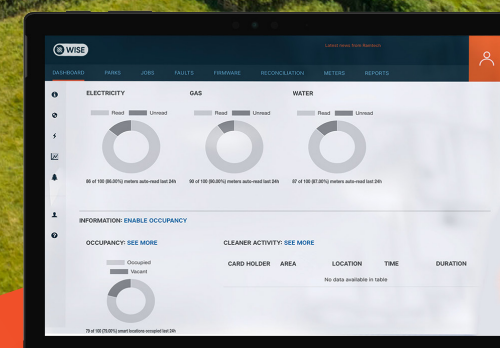 WISE
Latest news from Ramtech
DASHBOARD PARKS JOBS FAULTS FIRMWARE RECONCILIATION METERS REPORTS
ELECTRICITY GAS WATER
Read Unread Read Unread Read Unread
86 of 100 (86.00%) meters auto-read last 24h 90 of 100 (90.00%) meters auto-read last 24h 87 of 100 (87.00%) meters auto-read last 24h
INFORMATION: ENABLE OCCUPANCY
OCCUPANCY: SEE MORE CLEANER ACTIVITY: SEE MORE
Occupied
Vacant
CARD HOLDER AREA LOCATION TIME DURATION
No data available in table
79 of 100 (79.00%) smart locations occupied last 24h